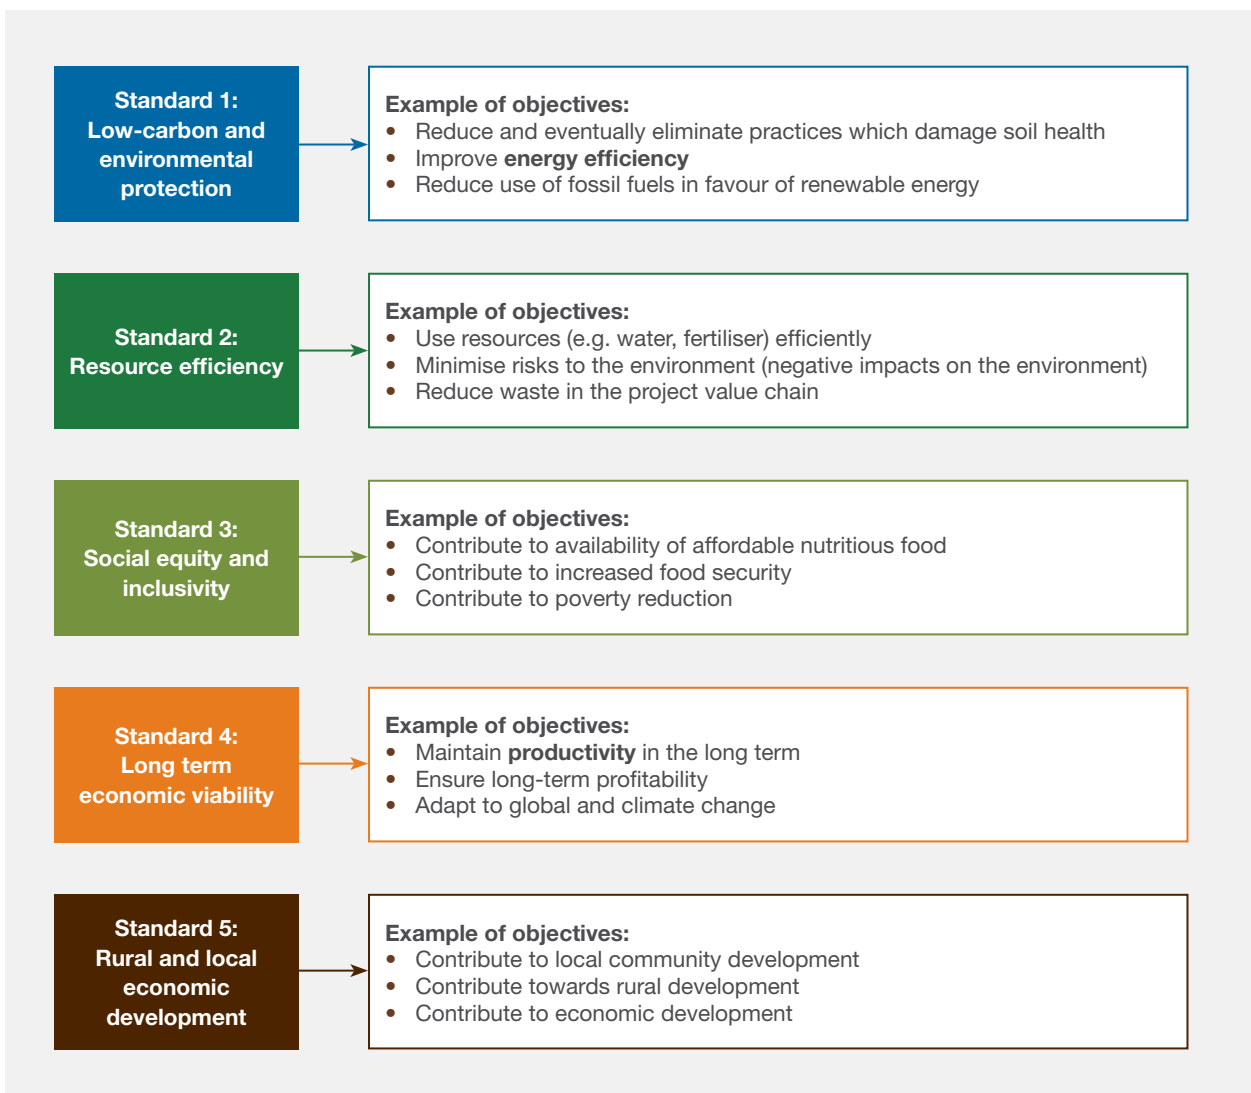 Standard 1:
Low-carbon and
environmental
protection
Example of objectives:
• Reduce and eventually eliminate practices which damage soil health
• Improve energy efficiency
• Reduce use of fossil fuels in favour of renewable energy
Standard 2:
Resource efficiency
Example of objectives:
• Use resources (e.g. water, fertiliser) efficiently
• Minimise risks to the environment (negative impacts on the environment)
• Reduce waste in the project value chain
Standard 3:
Social equity and
inclusivity
Example of objectives:
• Contribute to availability of affordable nutritious food
• Contribute to increased food security
• Contribute to poverty reduction
Standard 4:
Long term
economic viability
Example of objectives:
• Maintain productivity in the long term
• Ensure long-term profitability
• Adapt to global and climate change
Standard 5:
Rural and local
economic
development
Example of objectives:
• Contribute to local community development
• Contribute towards rural development
• Contribute to economic development